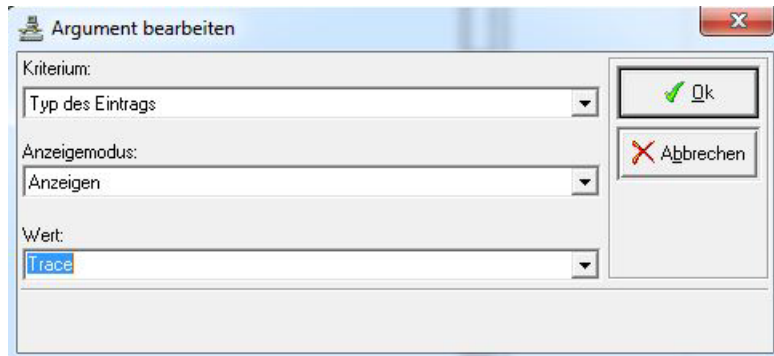 Argument bearbeiten
Kriterium:
Typ des Eintrags
Ok
Anzeigemodus:
Abbrechen
Anzeigen
Wert:
Trace